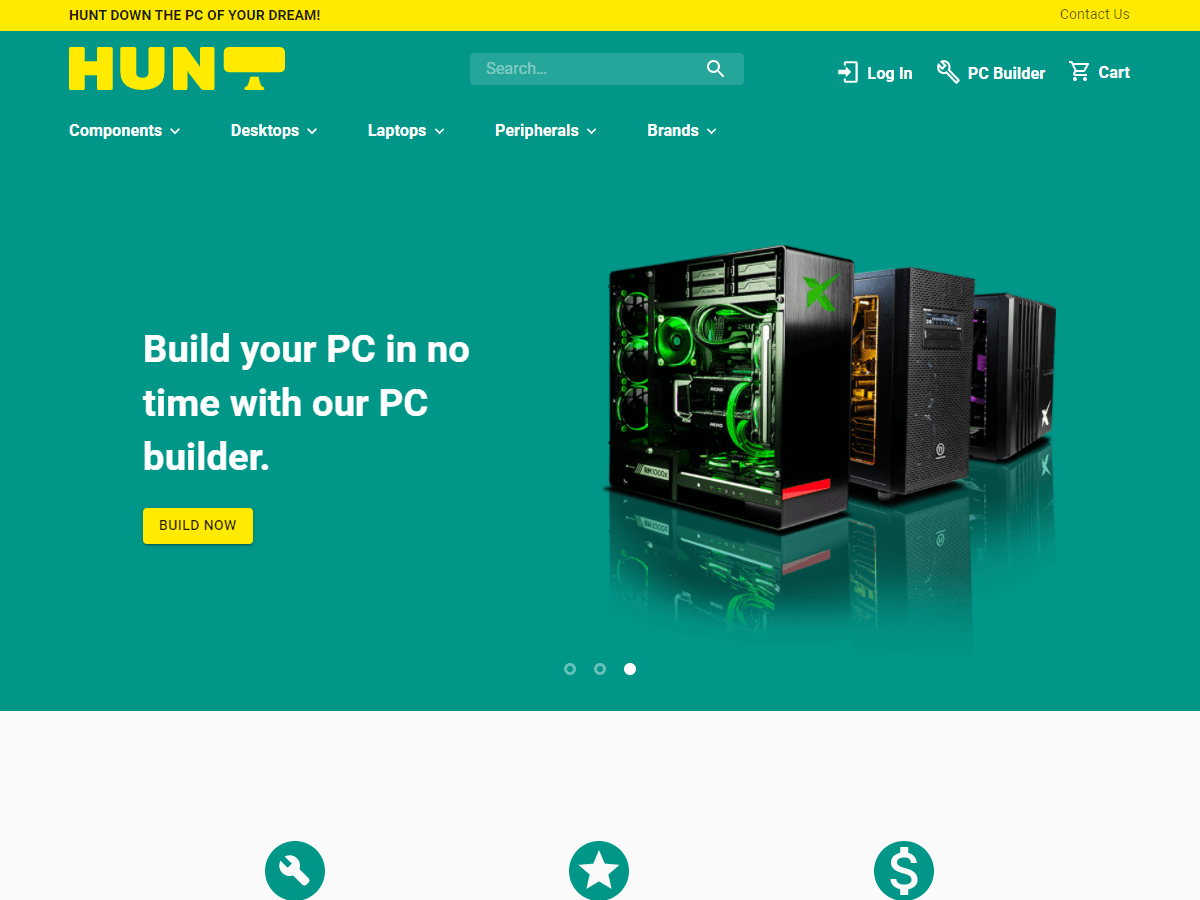 HUNT DOWN THE PC OF YOUR DREAM!
Contact Us
HUNT
Search...
Log In
PC Builder
Cart
Components
Desktops
Laptops
Peripherals
Brands
Build your PC in no
time with our PC
builder.
BUILD NOW
RM1000x